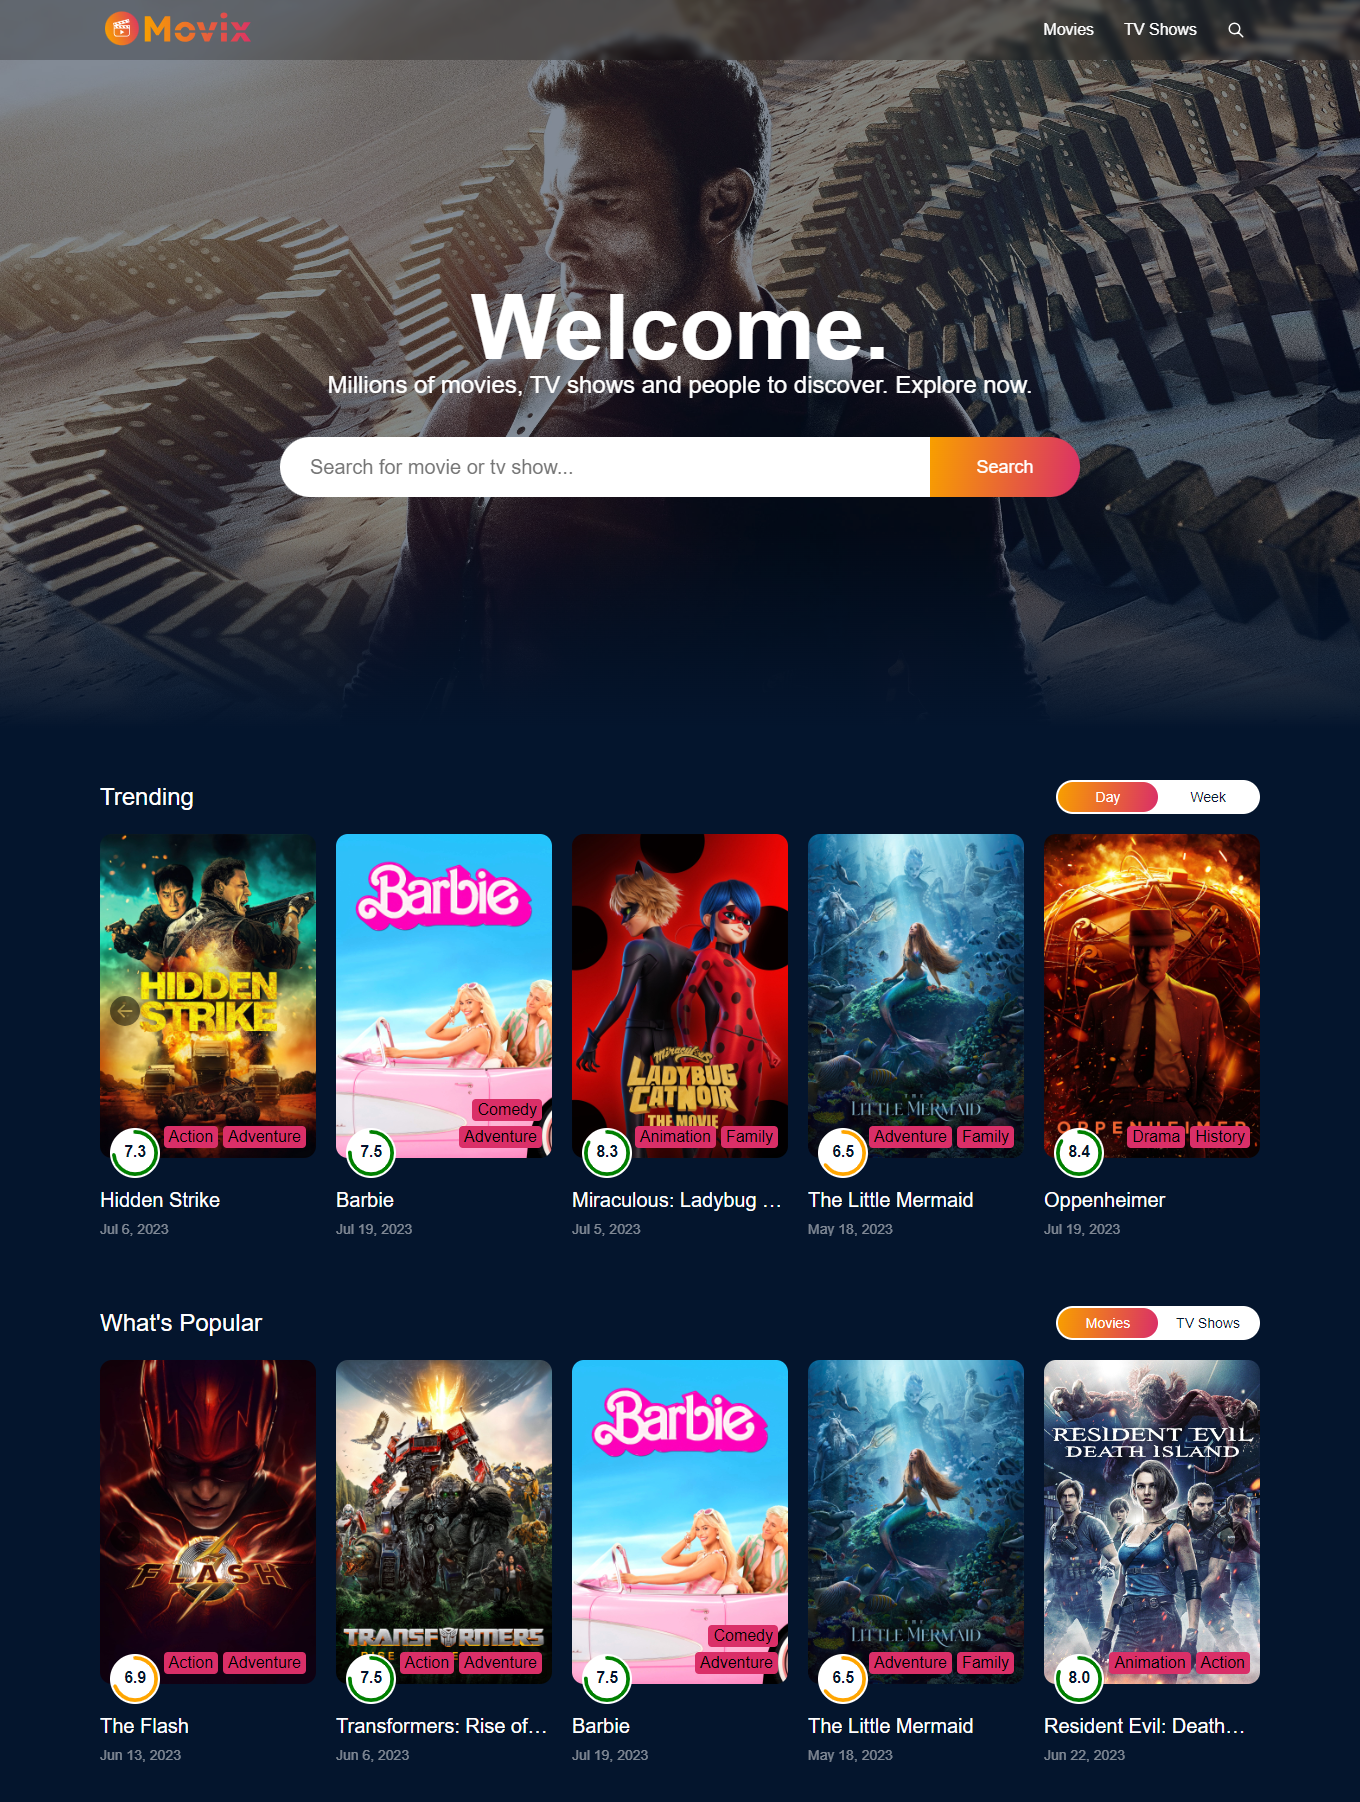 Movix
Movies
TV Shows
Welcome.
Millions of movies, TV shows and people to discover. Explore now.
Search for movie or tv show...
Search
Trending
Day
Week
HIDDEN
STRIKE
Action
Adventure
7.3
Hidden Strike
Jul 6, 2023
Barbie
Comedy
Adventure
7.5
Barbie
Jul 19, 2023
Miraculous
LADYBUG
CATNOIR
THE MOVIE
Animation
Family
8.3
Miraculous: Ladybug ...
Jul 5, 2023
THE
LITTLE MERMAID
Adventure
Family
6.5
The Little Mermaid
May 18, 2023
OPPENHEIMER
Drama
History
8.4
Oppenheimer
Jul 19, 2023
What's Popular
Movies
TV Shows
FLASH
Action
Adventure
6.9
The Flash
Jun 13, 2023
TRANSFORMERS
Action
Adventure
7.5
Transformers: Rise of...
Jun 6, 2023
Barbie
Comedy
Adventure
7.5
Barbie
Jul 19, 2023
THE
LITTLE MERMAID
Adventure
Family
6.5
The Little Mermaid
May 18, 2023
RESIDENT EVIL
DEATH ISLAND
Animation
Action
8.0
Resident Evil: Death...
Jun 22, 2023